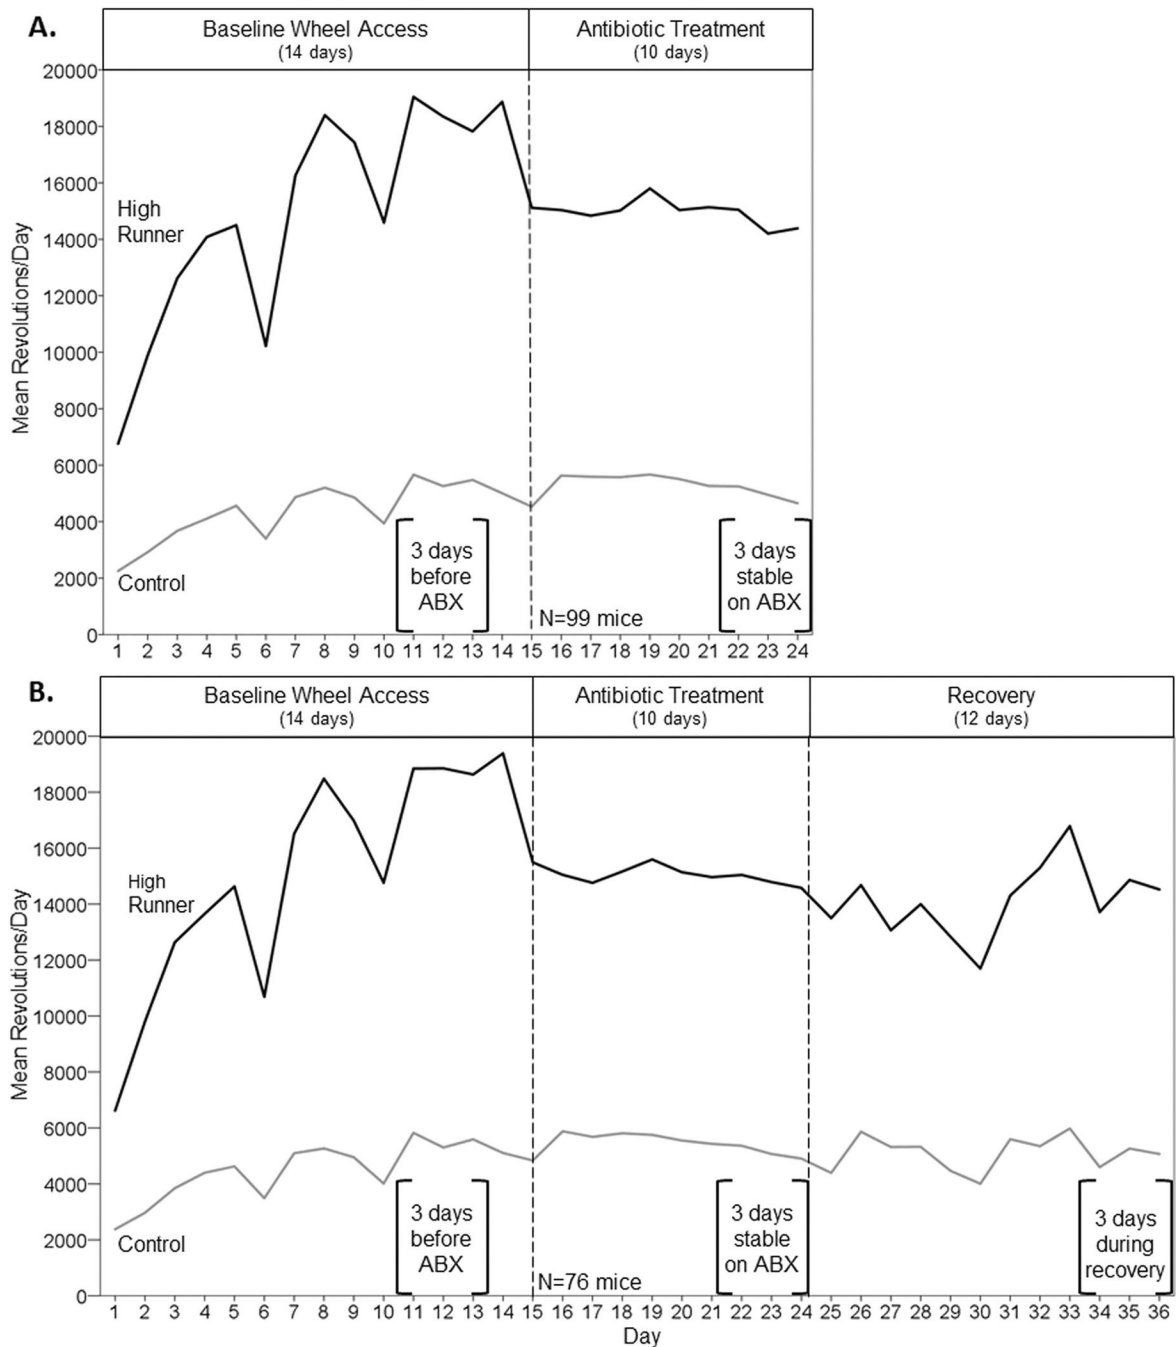 A.
Baseline Wheel Access
(14 days)
Antibiotic Treatment
(10 days)
Mean Revolutions/Day
20000
18000
16000
14000
12000
10000
8000
6000
4000
2000
0
High
Runner
Control
3 days
before
ABX
N=99 mice
3 days
stable
on ABX
1 2 3 4 5 6 7 8 9 10 11 12 13 14 15 16 17 18 19 20 21 22 23 24
B.
Baseline Wheel Access
(14 days)
Antibiotic Treatment
(10 days)
Recovery
(12 days)
Mean Revolutions/Day
20000
18000
16000
14000
12000
10000
8000
6000
4000
2000
0
High
Runner
Control
3 days
before
ABX
N=76 mice
3 days
stable
on ABX
3 days
during
recovery
1 2 3 4 5 6 7 8 9 10 11 12 13 14 15 16 17 18 19 20 21 22 23 24 25 26 27 28 29 30 31 32 33 34 35 36
Day